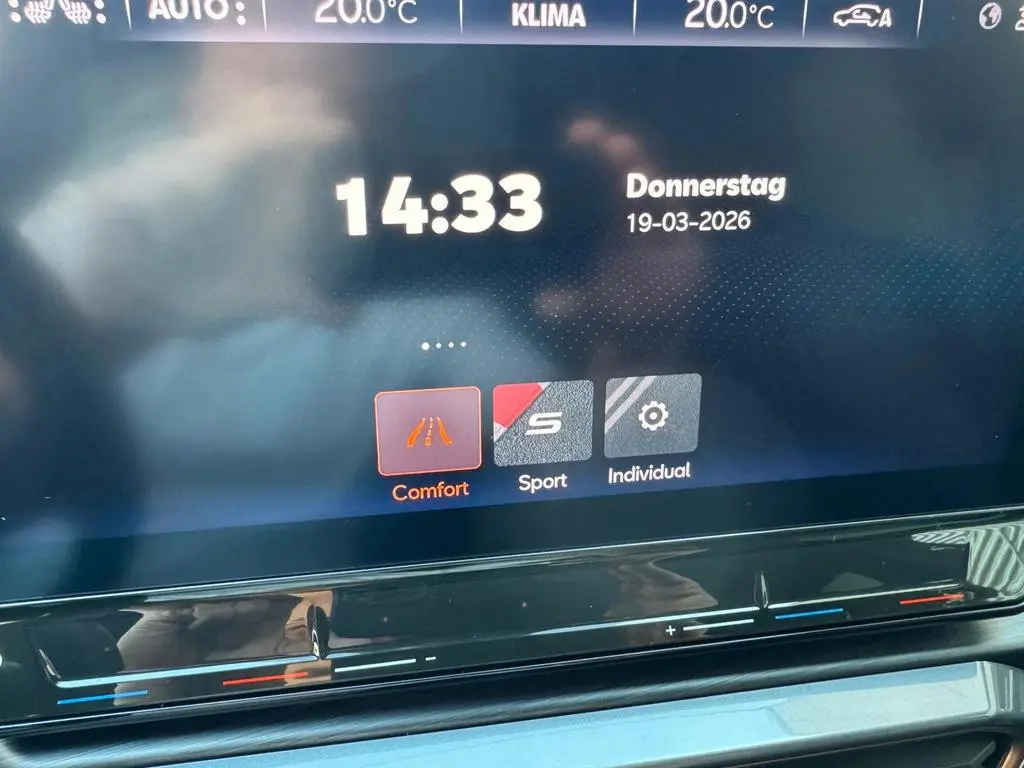 AUTO
20.0°C
KLIMA
20.0°C
A
14:33
Donnerstag
19-03-2026
S
Comfort
Sport
Individual
+
-